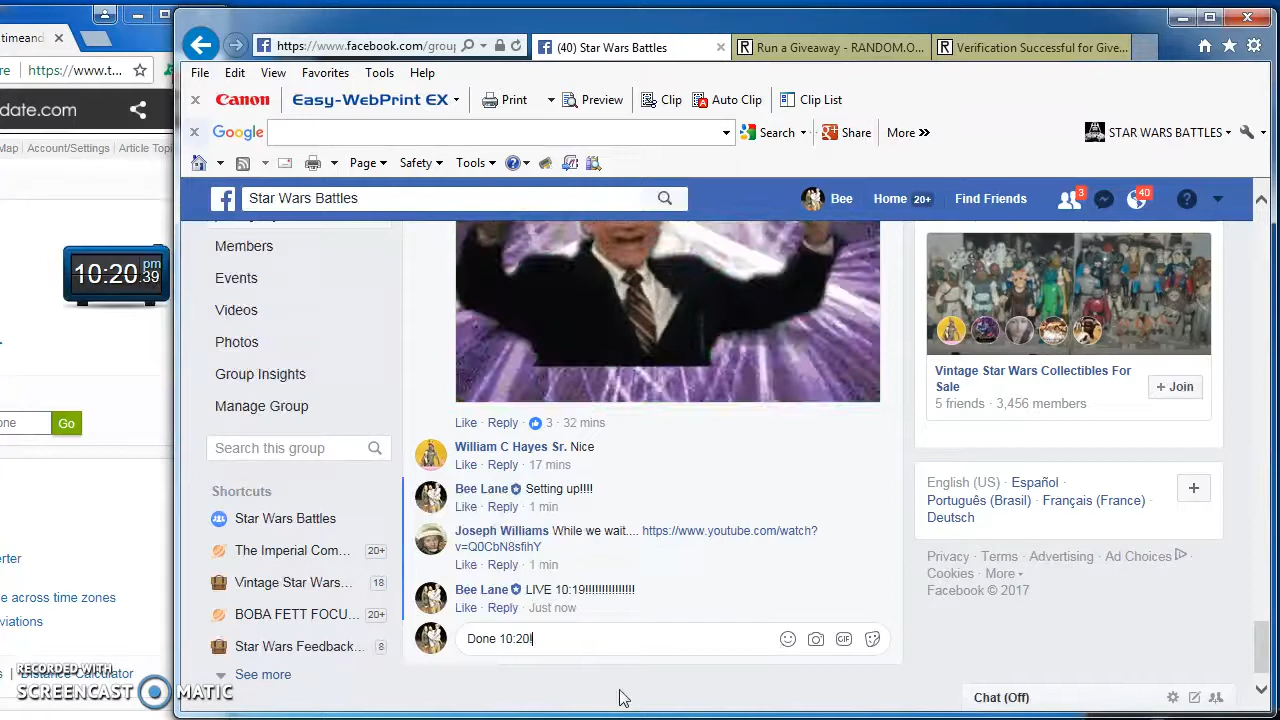 timeand
https://www.t...
date.com
Map Account/Settings Article Topi
10:20 pm .39
one Go
erter
e across time zones
viations
s Distance Calculator
RECORDED WITH
SCREENCAST MATIC
https://www.facebook.com/group
(40) Star Wars Battles
Run a Giveaway - RANDOM.O...
Verification Successful for Give...
File Edit View Favorites Tools Help
Canon Easy-WebPrint EX Print Preview Clip Auto Clip Clip List
Google Search Share More » STAR WARS BATTLES
Page Safety Tools
Star Wars Battles
Bee Home 20+ Find Friends 3 40
Members
Events
Videos
Photos
Group Insights
Manage Group
Search this group
Shortcuts
Star Wars Battles
The Imperial Com... 20+
Vintage Star Wars... 18
BOBA FETT FOCU... 20+
Star Wars Feedback... 8
See more
Like · Reply · 3 · 32 mins
William C Hayes Sr. Nice
Like · Reply · 17 mins
Bee Lane Setting up!!!!
Like · Reply · 1 min
Joseph Williams While we wait.... https://www.youtube.com/watch?
v=Q0CbN8sfihY
Like · Reply · 1 min
Bee Lane LIVE 10:19!!!!!!!!!!!!!!!
Like · Reply · Just now
Done 10:20!
GIF
Vintage Star Wars Collectibles For
Sale
5 friends · 3,456 members
+ Join
English (US) · Español ·
Português (Brasil) · Français (France) ·
Deutsch
Privacy · Terms · Advertising · Ad Choices ·
Cookies · More
Facebook © 2017
Chat (Off)